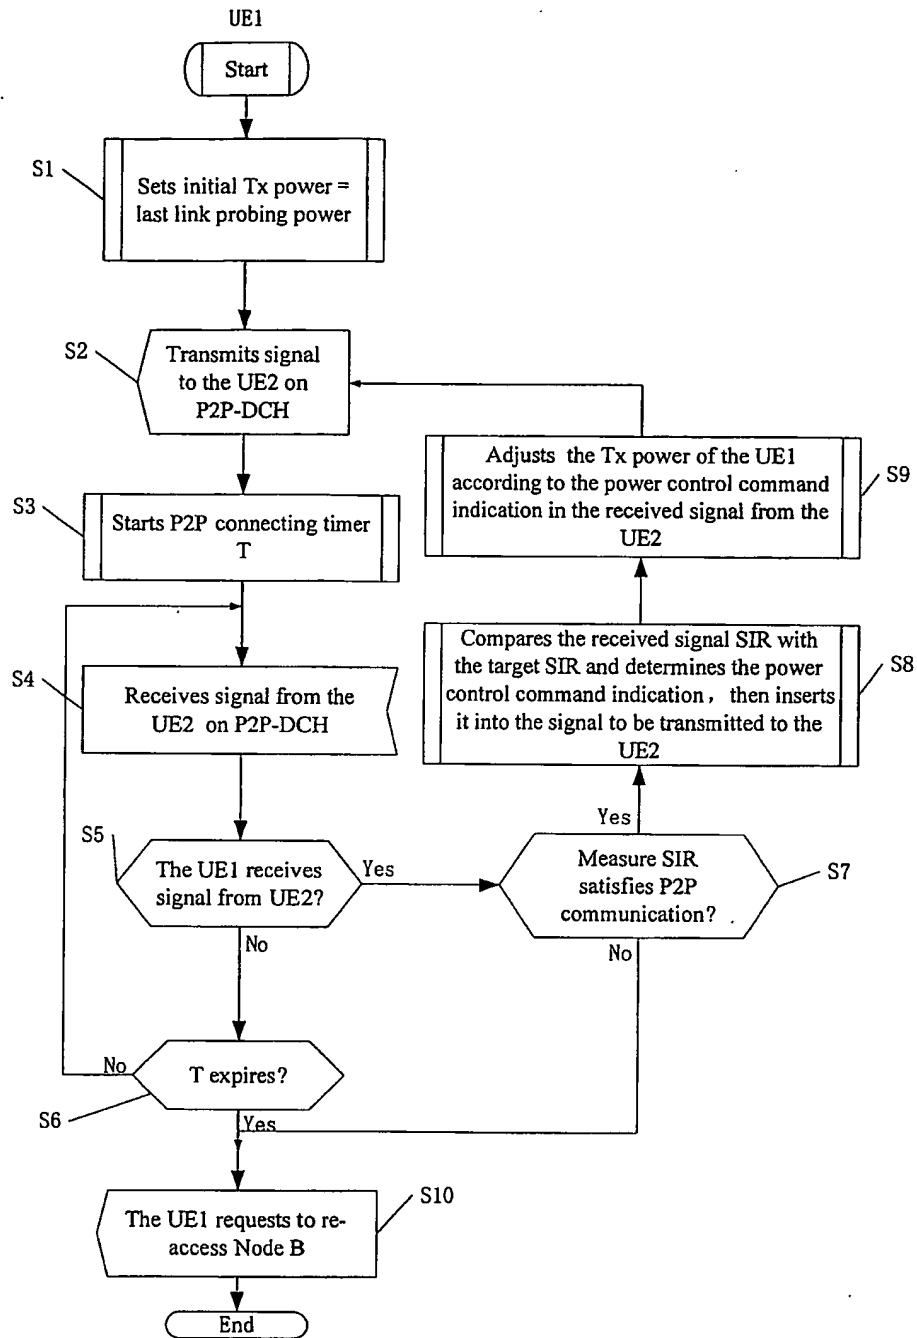 UE1
Start
S1
Sets initial Tx power =
last link probing power
S2
Transmits signal
to the UE2 on
P2P-DCH
S3
Starts P2P connecting timer
T
S4
Receives signal from the
UE2 on P2P-DCH
S5
The UE1 receives
signal from UE2?
Yes
No
No
T expires?
S6
Yes
Measure SIR
satisfies P2P
communication?
S7
Yes
No
Compares the received signal SIR with
the target SIR and determines the power
control command indication, then inserts
it into the signal to be transmitted to the
UE2
S8
Adjusts the Tx power of the UE1
according to the power control command
indication in the received signal from the
UE2
S9
The UE1 requests to re-
access Node B
S10
End